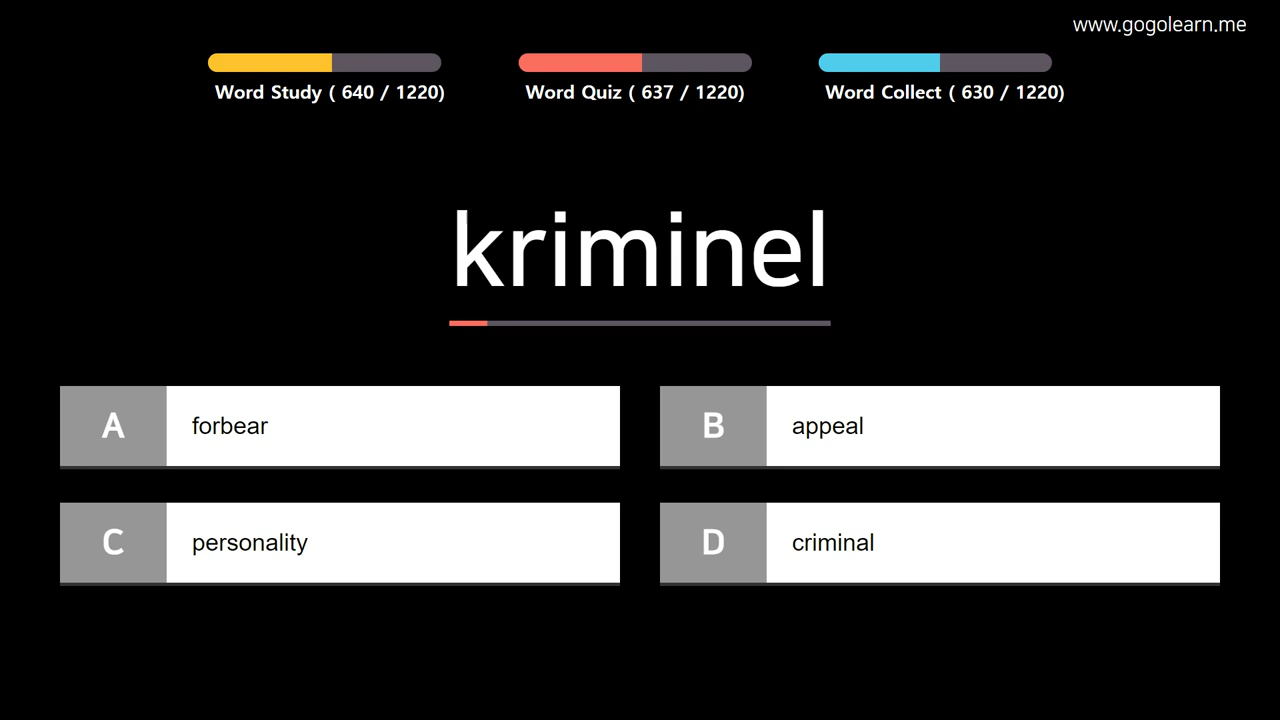 www.gogolearn.me
Word Study ( 640 / 1220)
Word Quiz ( 637 / 1220)
Word Collect ( 630 / 1220)
kriminel
A forbear
B appeal
C personality
D criminal